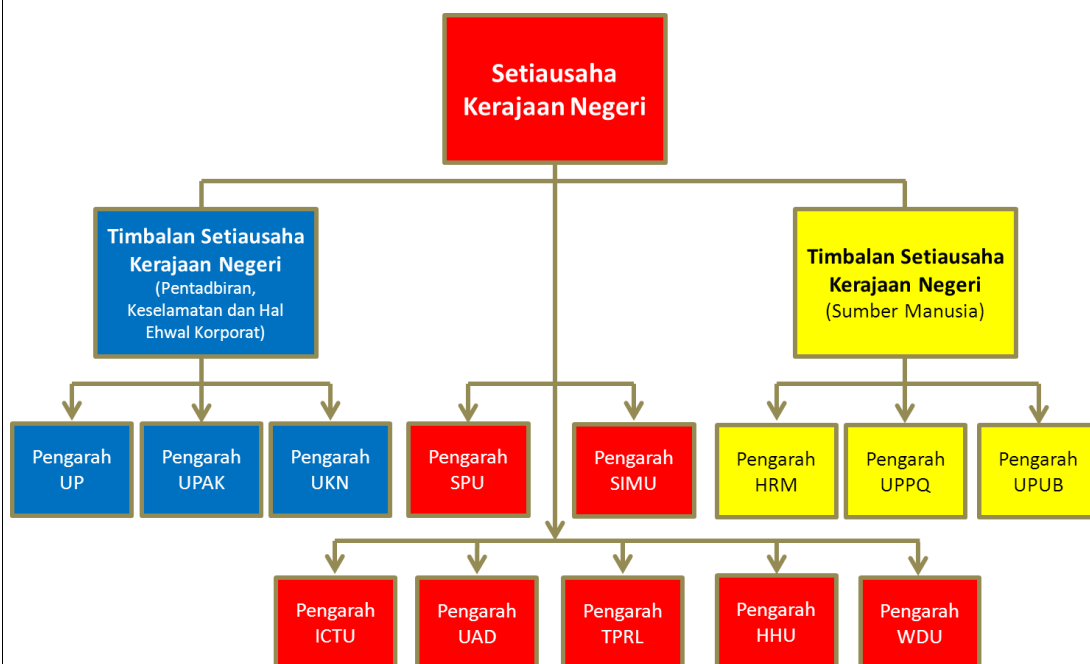 Setiausaha
Kerajaan Negeri
Timbalan Setiausaha
Kerajaan Negeri
(Pentadbiran,
Keselamatan dan Hal
Ehwal Korporat)
Timbalan Setiausaha
Kerajaan Negeri
(Sumber Manusia)
Pengarah
UP
Pengarah
UPAK
Pengarah
UKN
Pengarah
SPU
Pengarah
SIMU
Pengarah
HRM
Pengarah
UPPQ
Pengarah
UPUB
Pengarah
ICTU
Pengarah
UAD
Pengarah
TPRL
Pengarah
HHU
Pengarah
WDU